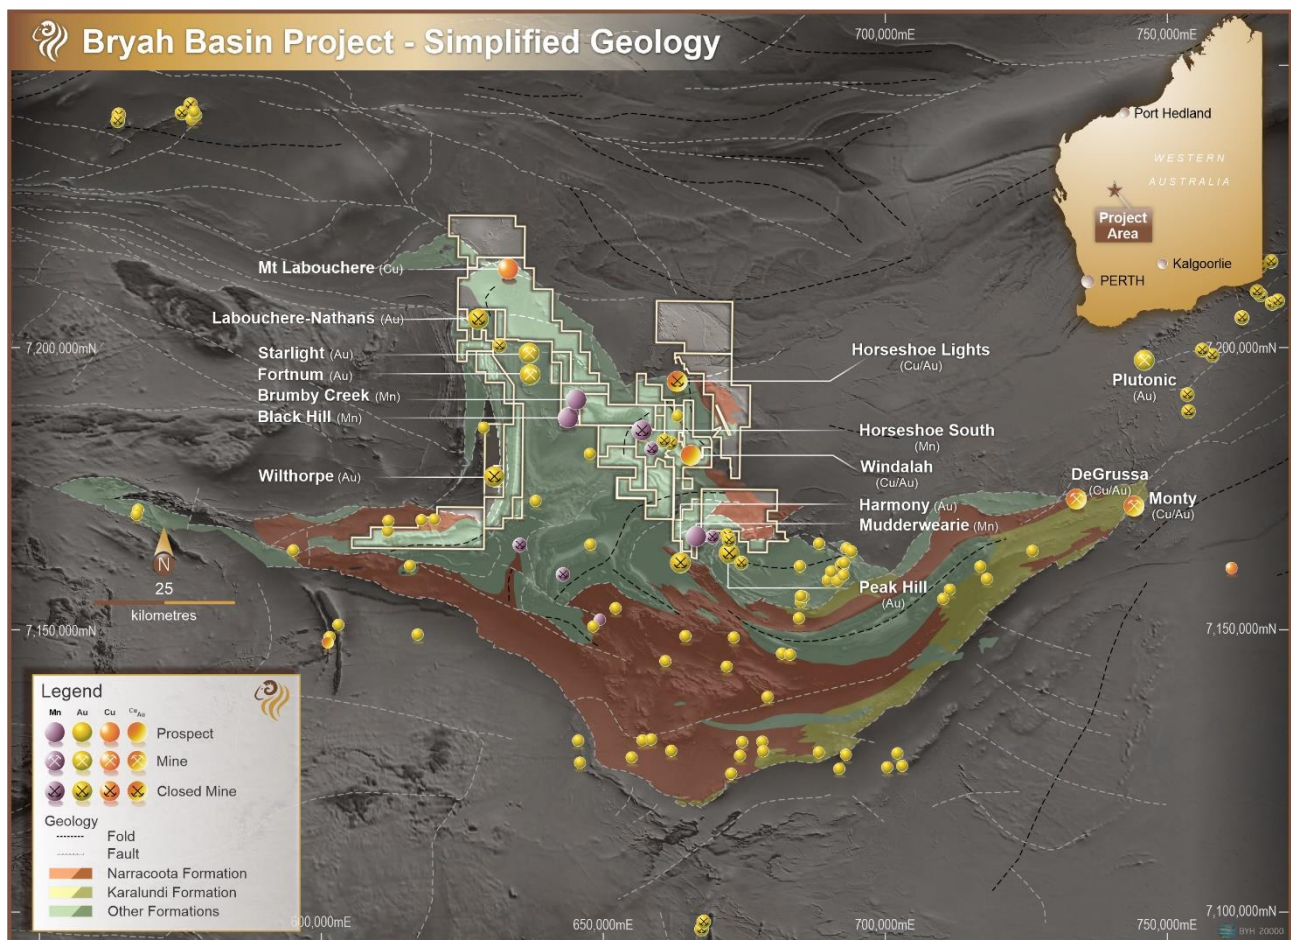 Bryah Basin Project - Simplified Geology
700,000mE
750,000mE
Port Hedland
WESTERN
AUSTRALIA
Project
Area
Kalgoorlie
PERTH
Mt Labouchere (Cu)
Labouchere-Nathans (Au)
7,200,000mN
Starlight (Au)
Fortnum (Au)
Brumby Creek (Mn)
Black Hill (Mn)
Wilthorpe (Au)
Horseshoe Lights
(Cu/Au)
7,200,000mN
Plutonic
(Au)
Horseshoe South
(Mn)
Windalah
(Cu/Au)
Harmony (Au)
Mudderwearie (Mn)
DeGrussa
(Cu/Au)
Monty
(Cu/Au)
Peak Hill
(Au)
N
25
kilometres
7,150,000mN
7,150,000mN
Legend
Mn Au Cu Cu Au
Prospect
Mine
Closed Mine
Geology
Fold
Fault
Narracoota Formation
Karalundi Formation
Other Formations
600,000mE
650,000mE
700,000mE
750,000mE
7,100,000mN
BYH 20000